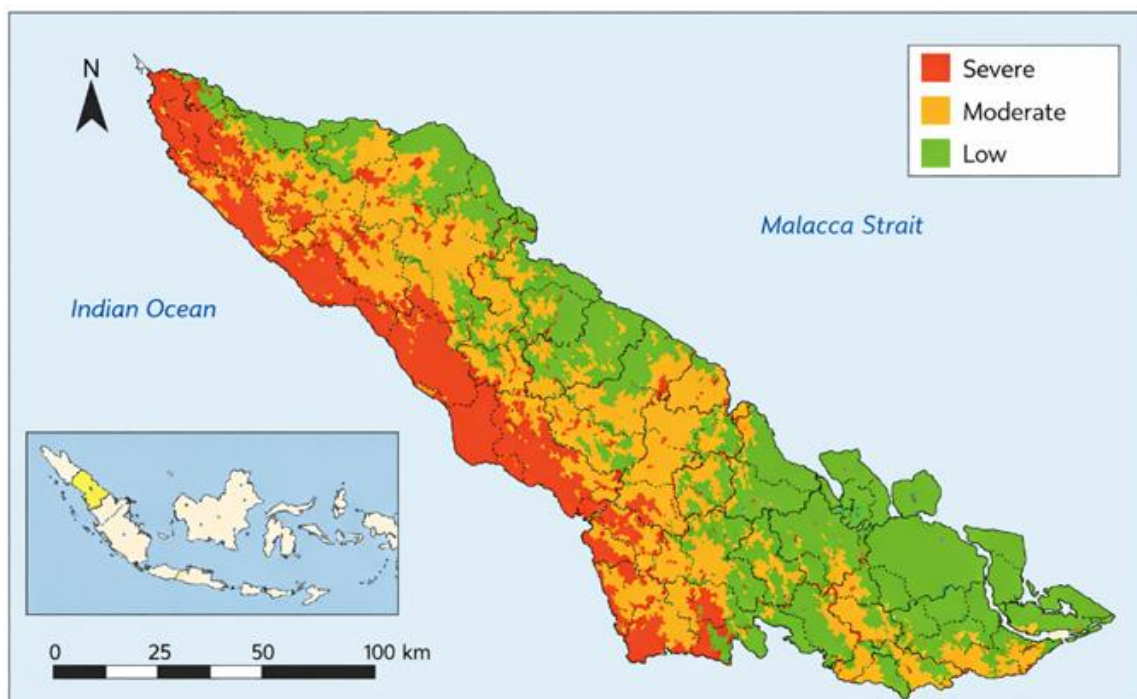 N
Severe
Moderate
Low
Malacca Strait
Indian Ocean
0 25 50 100 km